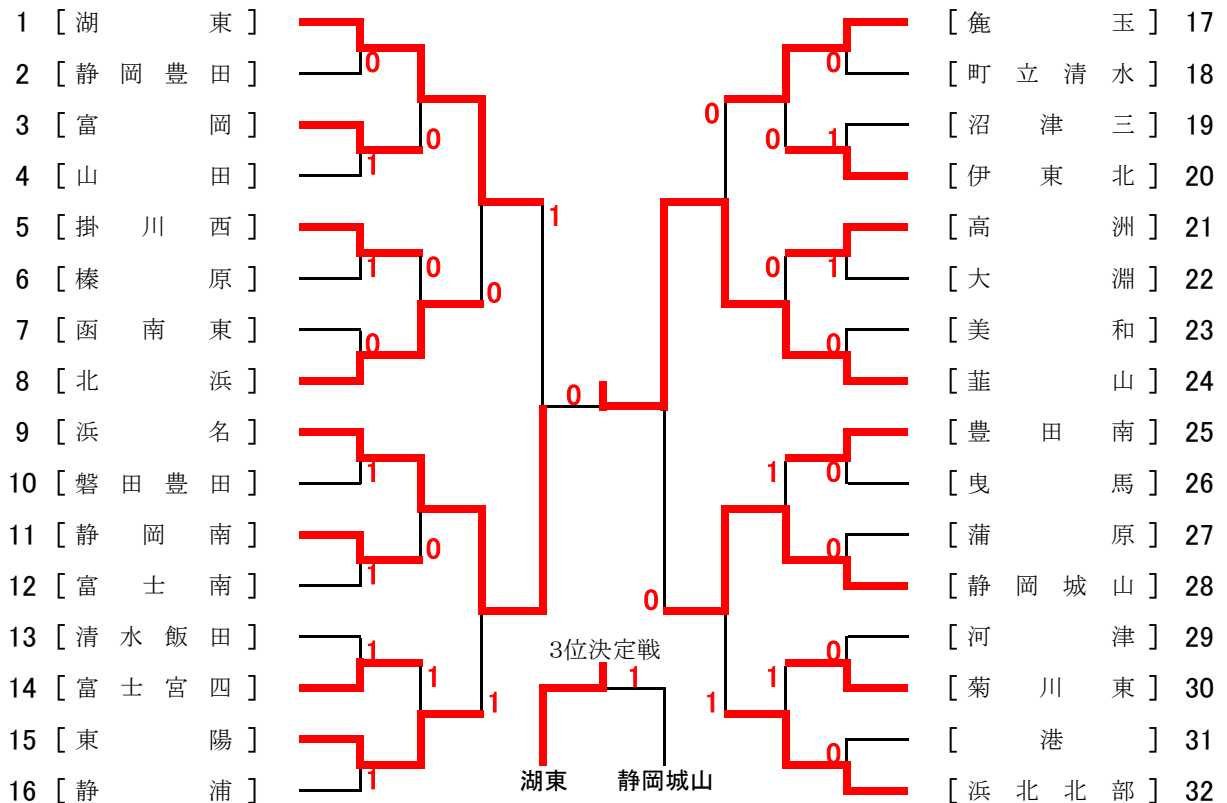 1 [ 湖 東 ]
2 [ 静 岡 豊 田 ]
3 [ 富 岡 ]
4 [ 山 田 ]
5 [ 掛 川 西 ]
6 [ 榛 原 ]
7 [ 函 南 東 ]
8 [ 北 浜 ]
9 [ 浜 名 ]
10 [ 磐 田 豊 田 ]
11 [ 静 岡 南 ]
12 [ 富 士 南 ]
13 [ 清 水 飯 田 ]
14 [ 富 士 宮 四 ]
15 [ 東 陽 ]
16 [ 静 浦 ]
0
1
1
0
1
1
1
1
0
0
0
1
0
1
1
0
3位決定戦
1
湖東 静岡城山
0
0
0
0
1
1
0
1
1
0
0
0
0
0
0
[ 麁 玉 ] 17
[ 町 立 清 水 ] 18
[ 沼 津 三 ] 19
[ 伊 東 北 ] 20
[ 高 洲 ] 21
[ 大 淵 ] 22
[ 美 和 ] 23
[ 韮 山 ] 24
[ 豊 田 南 ] 25
[ 曳 馬 ] 26
[ 蒲 原 ] 27
[ 静 岡 城 山 ] 28
[ 河 津 ] 29
[ 菊 川 東 ] 30
[ 港 ] 31
[ 浜 北 北 部 ] 32